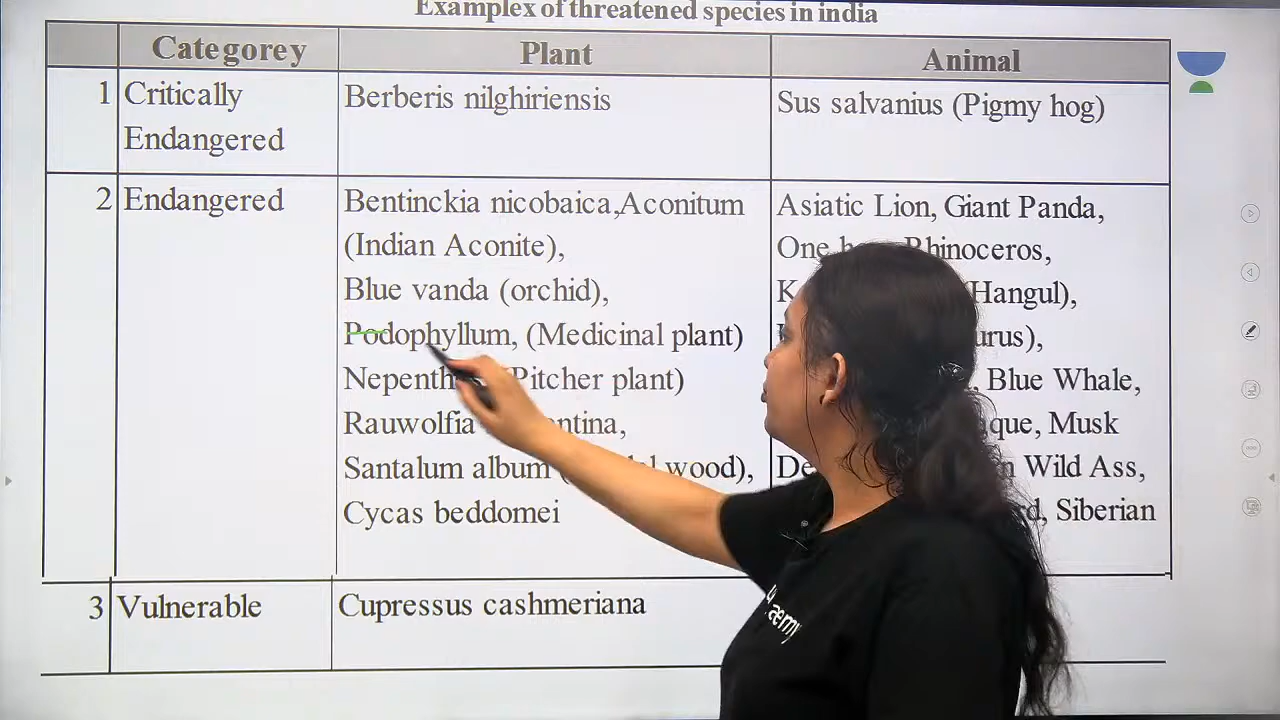 Examplex of threatened species in india
Categorey Plant Animal
1 Critically Endangered Berberis nilghiriensis Sus salvanius (Pigmy hog)
2 Endangered Bentinckia nicobaica,Aconitum Asiatic Lion, Giant Panda,
(Indian Aconite), One Rhinoceros,
Blue vanda (orchid), (Hangul),
Podophyllum, (Medicinal plant)
(Pitcher plant) Blue Whale,
Rauwolfia Musk
Santalum album wood), Wild Ass,
Cycas beddomei Siberian
3 Vulnerable Cupressus cashmeriana